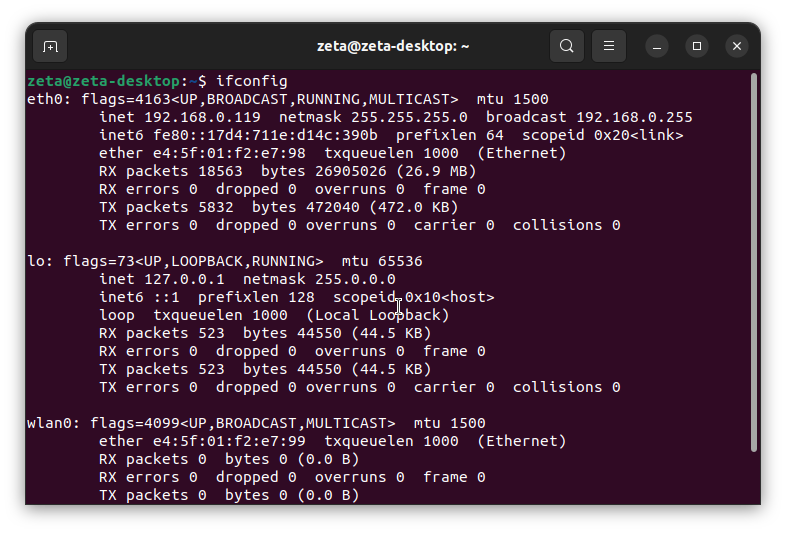 zeta@zeta-desktop: ~
zeta@zeta-desktop:~$ ifconfig
eth0: flags=4163<UP,BROADCAST,RUNNING,MULTICAST>  mtu 1500
        inet 192.168.0.119  netmask 255.255.255.0  broadcast 192.168.0.255
        inet6 fe80::17d4:711e:d14c:390b  prefixlen 64  scopeid 0x20<link>
        ether e4:5f:01:f2:e7:98  txqueuelen 1000  (Ethernet)
        RX packets 18563  bytes 26905026 (26.9 MB)
        RX errors 0  dropped 0  overruns 0  frame 0
        TX packets 5832  bytes 472040 (472.0 KB)
        TX errors 0  dropped 0 overruns 0  carrier 0  collisions 0

lo: flags=73<UP,LOOPBACK,RUNNING>  mtu 65536
        inet 127.0.0.1  netmask 255.0.0.0
        inet6 ::1  prefixlen 128  scopeid 0x10<host>
        loop  txqueuelen 1000  (Local Loopback)
        RX packets 523  bytes 44550 (44.5 KB)
        RX errors 0  dropped 0  overruns 0  frame 0
        TX packets 523  bytes 44550 (44.5 KB)
        TX errors 0  dropped 0 overruns 0  carrier 0  collisions 0

wlan0: flags=4099<UP,BROADCAST,MULTICAST>  mtu 1500
        ether e4:5f:01:f2:e7:99  txqueuelen 1000  (Ethernet)
        RX packets 0  bytes 0 (0.0 B)
        RX errors 0  dropped 0  overruns 0  frame 0
        TX packets 0  bytes 0 (0.0 B)